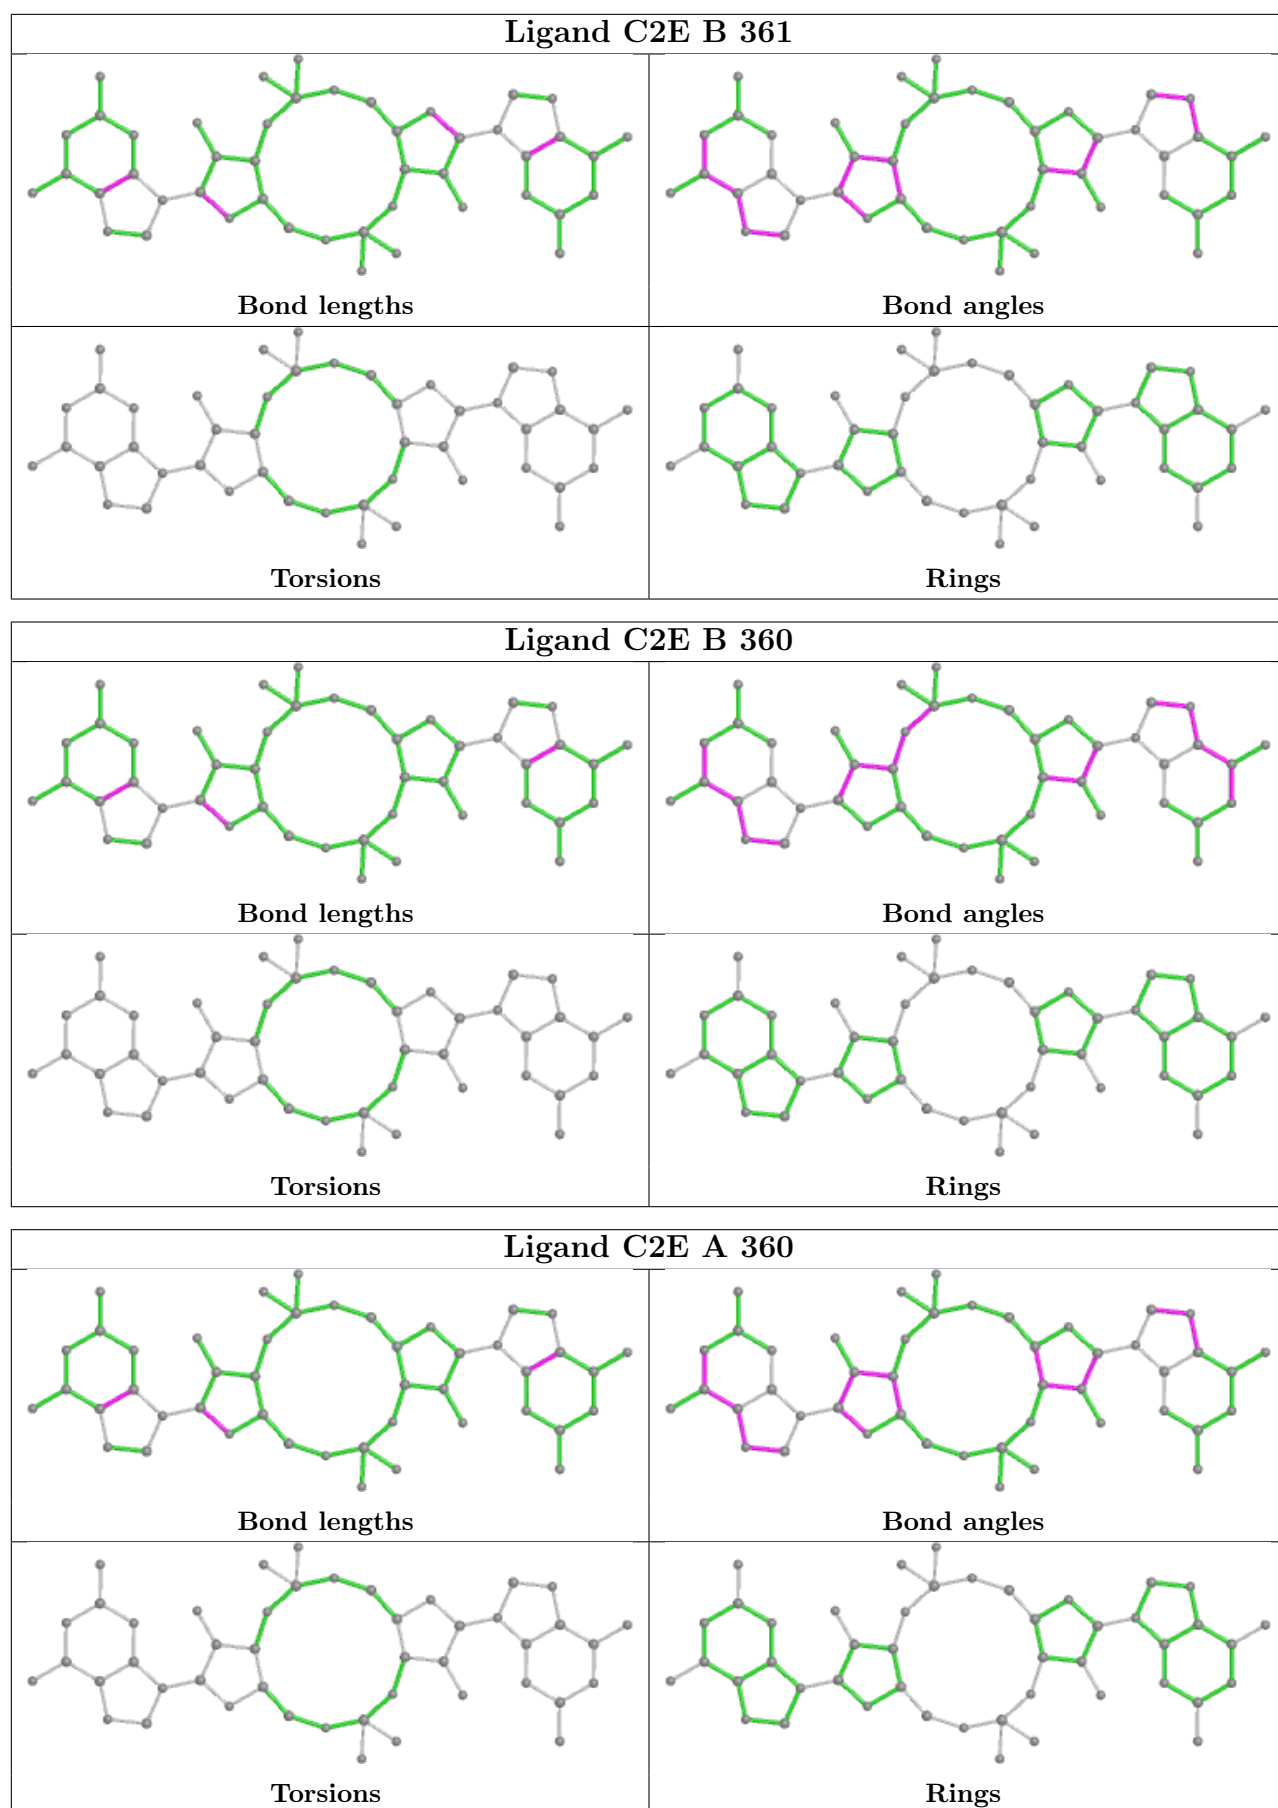 Ligand C2E B 361
Bond lengths
Bond angles
Torsions
Rings
Ligand C2E B 360
Bond lengths
Bond angles
Torsions
Rings
Ligand C2E A 360
Bond lengths
Bond angles
Torsions
Rings